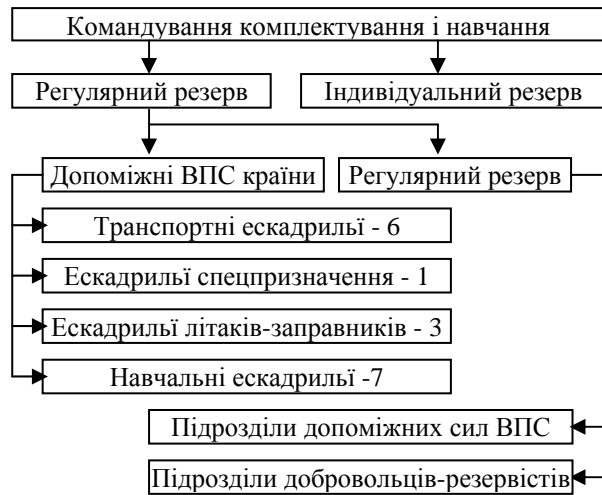 Командування комплектування і навчання
Регулярний резерв
Індивідуальний резерв
Допоміжні ВПС країни
Регулярний резерв
Транспортні ескадрильї - 6
Ескадрильї спецпризначення - 1
Ескадрильї літаків-заправників - 3
Навчальні ескадрильї -7
Підрозділи допоміжних сил ВПС
Підрозділи добровольців-резервістів